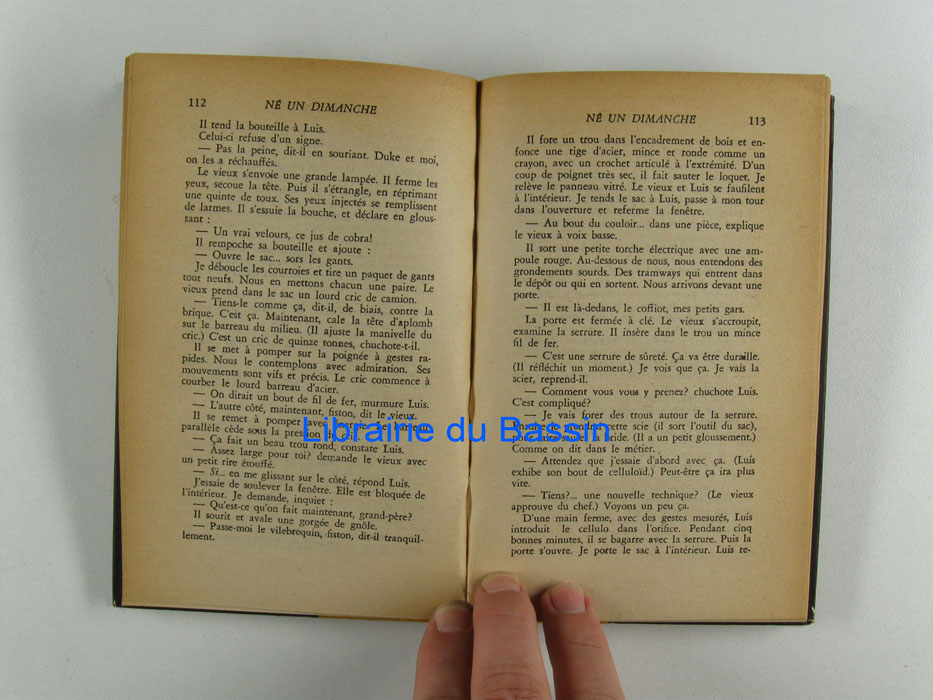 112 NÉ UN DIMANCHE
Il tend la bouteille à Luis.
Celui-ci refuse d'un signe.
— Pas la peine, dit-il en souriant. Duke et moi,
on les a réchauffés.
Le vieux s'envoie une grande lampée. Il ferme les
yeux, secoue la tête. Puis il s'étrangle, en réprimant
une quinte de toux. Ses yeux injectés se remplissent
de larmes. Il s'essuie la bouche, et déclare en glous-
sant :
— Un vrai velours, ce jus de cobra!
Il rempoche sa bouteille et ajoute :
— Ouvre le sac... sors les gants.
Je déboucle les courroies et tire un paquet de gants
tout neufs. Nous en mettons chacun une paire. Le
vieux prend dans le sac un lourd cric de camion.
— Tiens-le comme ça, dit-il, de biais, contre la
brique. C'est ça. Maintenant, cale la tête d'aplomb
sur le barreau du milieu. (Il ajuste la manivelle du
cric.) C'est un cric de quinze tonnes, chuchote-t-il.
Il se met à pomper sur la poignée à gestes ra-
pides. Nous le contemplons avec admiration. Ses
mouvements sont vifs et précis. Le cric commence à
courber le lourd barreau d'acier.
— On dirait un bout de fil de fer, murmure Luis.
— L'autre côté, maintenant, fiston, dit le vieux.
Il se remet à pomper avec barreau
parallèle cède sous la pression
— Ça fait un beau trou rond, constate Luis.
— Assez large pour toi? demande le vieux avec
un petit rire étouffé.
— Si... en me glissant sur le côté, répond Luis.
J'essaie de soulever la fenêtre. Elle est bloquée de
l'intérieur. Je demande, inquiet :
— Qu'est-ce qu'on fait maintenant, grand-père?
Il sourit et avale une gorgée de gnôle.
— Passe-moi le vilebrequin, fiston, dit-il tranquil-
lement.
NÉ UN DIMANCHE 113
Il fore un trou dans l'encadrement de bois et en-
fonce une tige d'acier, mince et ronde comme un
crayon, avec un crochet articulé à l'extrémité. D'un
coup de poignet très sec, il fait sauter le loquet. Je
relève le panneau vitré. Le vieux et Luis se faufilent
à l'intérieur. Je tends le sac à Luis, passe à mon tour
dans l'ouverture et referme la fenêtre.
— Au bout du couloir... dans une pièce, explique
le vieux à voix basse.
Il sort une petite torche électrique avec une am-
poule rouge. Au-dessous de nous, nous entendons des
grondements sourds. Des tramways qui entrent dans
le dépôt ou qui en sortent. Nous arrivons devant une
porte.
— Il est là-dedans, le coffiot, mes petits gars.
La porte est fermée à clé. Le vieux s'accroupit,
examine la serrure. Il insère dans le trou un mince
fil de fer.
— C'est une serrure de sûreté. Ça va être duraille.
(Il réfléchit un moment.) Je vois que ça. Je vais la
scier, reprend-il.
— Comment vous vous y prenez? chuchote Luis.
C'est compliqué?
— Je vais forer des trous autour de la serrure.
cette scie (il sort l'outil du sac),
(Il a un petit gloussement.)
Comme on dit dans le métier.
— Attendez que j'essaie d'abord avec ça. (Luis
exhibe son bout de celluloïd.) Peut-être ça ira plus
vite.
— Tiens?... une nouvelle technique? (Le vieux
approuve du chef.) Voyons un peu ça.
D'une main ferme, avec des gestes mesurés, Luis
introduit le cellulo dans l'orifice. Pendant cinq
bonnes minutes, il se bagarre avec la serrure. Puis la
porte s'ouvre. Je porte le sac à l'intérieur. Luis re-
Librairie du Bassin